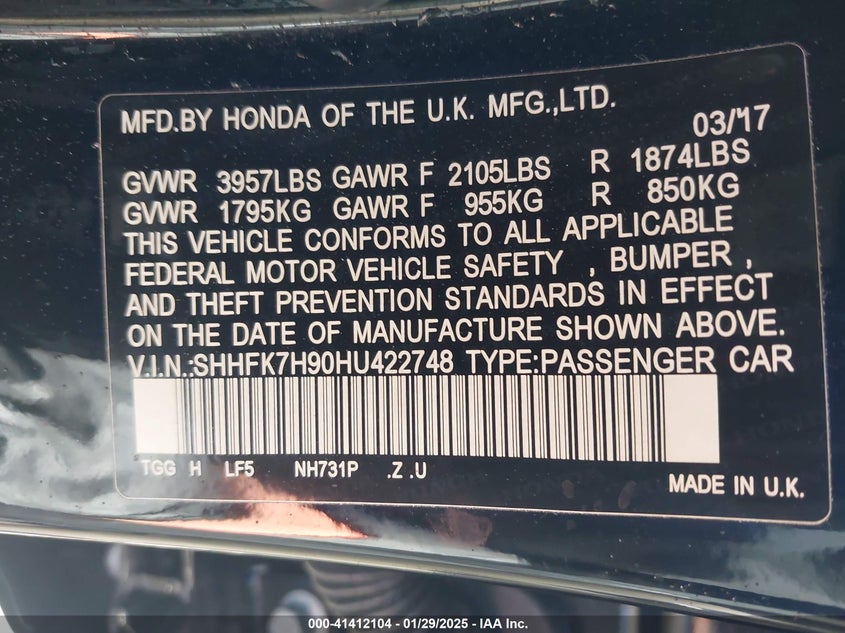 MFD.BY HONDA OF THE U.K. MFG.,LTD.
03/'17
GVWR 3957LBS GAWR F 2105LBS R 1874LBS
GVWR 1795KG GAWR F 955KG R 850KG
THIS VEHICLE CONFORMS TO ALL APPLICABLE
FEDERAL MOTOR VEHICLE SAFETY , BUMPER ,
AND THEFT PREVENTION STANDARDS IN EFFECT
ON THE DATE OF MANUFACTURE SHOWN ABOVE.
V.I.N.:SHHFK7H90HU422748 TYPE:PASSENGER CAR
TGG H LF5 NH731P .Z .U
MADE IN U.K.
000-41412104 - 01/29/2025 - IAA Inc.